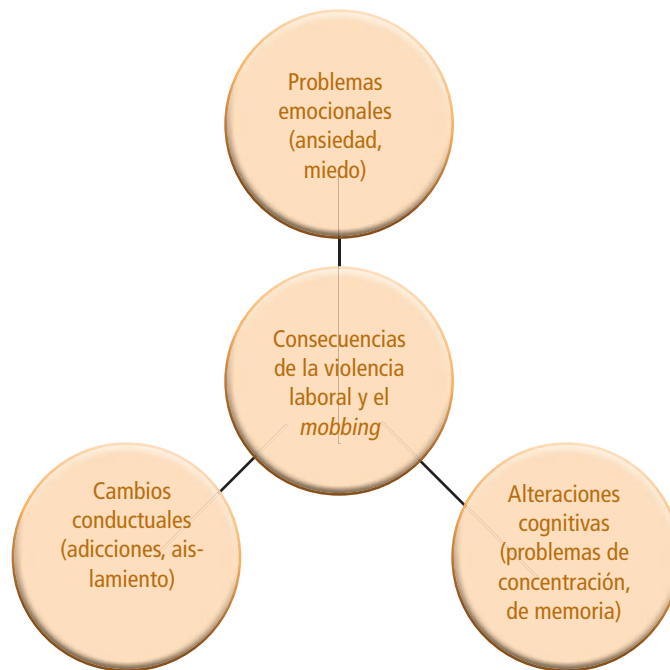 Problemas
emocionales
(ansiedad,
miedo)
Consecuencias
de la violencia
laboral y el
mobbing
Cambios
conductuales
(adicciones, ais-
lamiento)
Alteraciones
cognitivas
(problemas de
concentración,
de memoria)